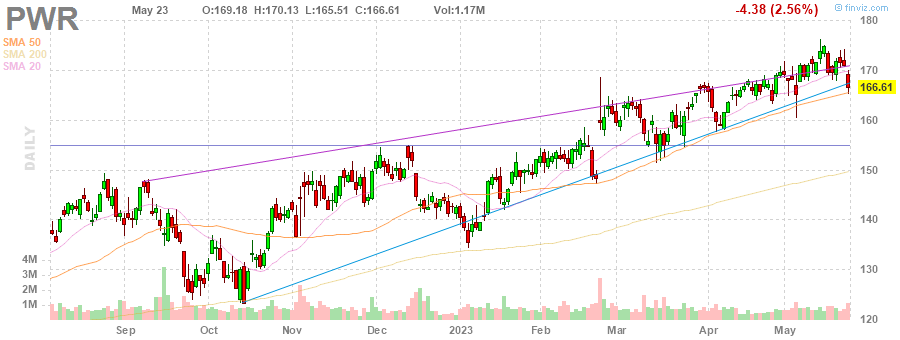 PWR May 23 O:169.18 H:170.13 L:165.51 C:166.61 Vol:1.17M -4.38 (2.56%) finviz.com
SMA 50
SMA 200
SMA 20
DAILY
180
170
166.61
160
150
140
130
120
4M
3M
2M
1M
Sep Oct Nov Dec 2023 Feb Mar Apr May